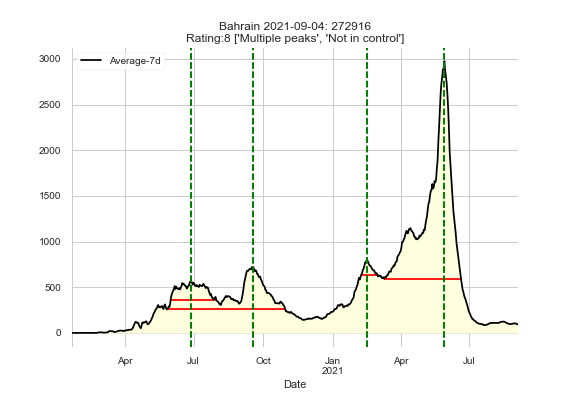 Bahrain 2021-09-04: 272916
Rating:8 ['Multiple peaks', 'Not in control']
Average-7d
3000
2500
2000
1500
1000
500
0
Apr
Jul
Oct
Jan
2021
Apr
Jul
Date